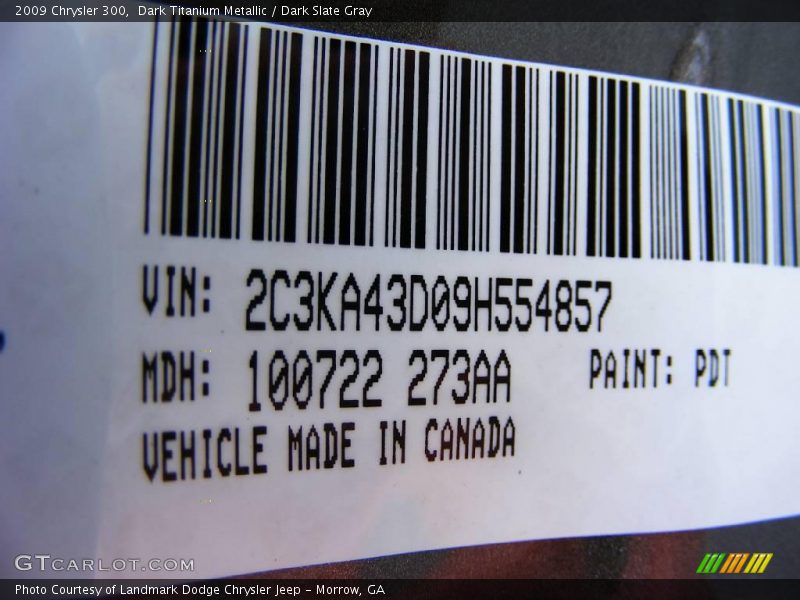 2009 Chrysler 300,  Dark Titanium Metallic / Dark Slate Gray
VIN: 2C3KA43D09H554857
MDH: 100722 273AA PAINT: PDT
VEHICLE MADE IN CANADA
GTCARLOT.COM
Photo Courtesy of Landmark Dodge Chrysler Jeep - Morrow, GA